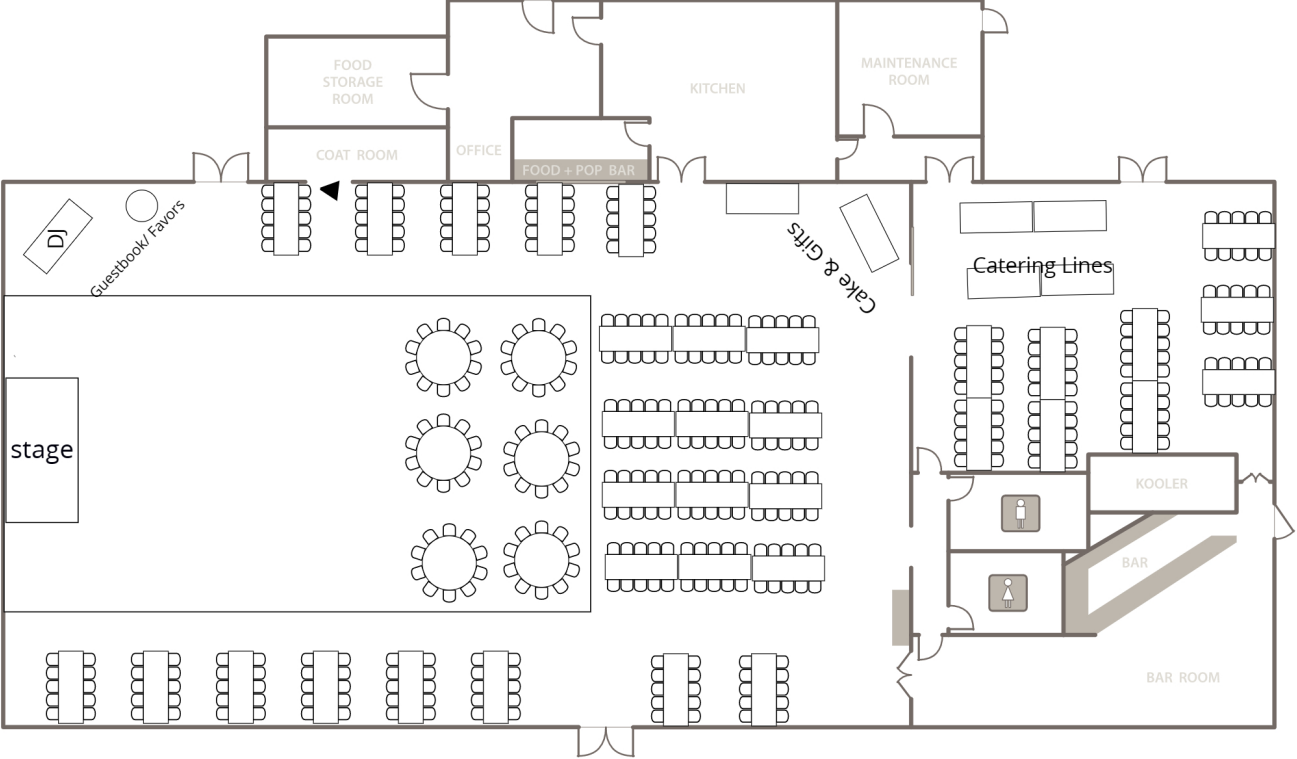 FOOD
STORAGE
ROOM
MAINTENANCE
ROOM
KITCHEN
COAT ROOM
OFFICE
FOOD + POP BAR
DJ
Guestbook/ Favors
Cake & Gifts
Catering Lines
stage
KOOLER
BAR
BAR ROOM